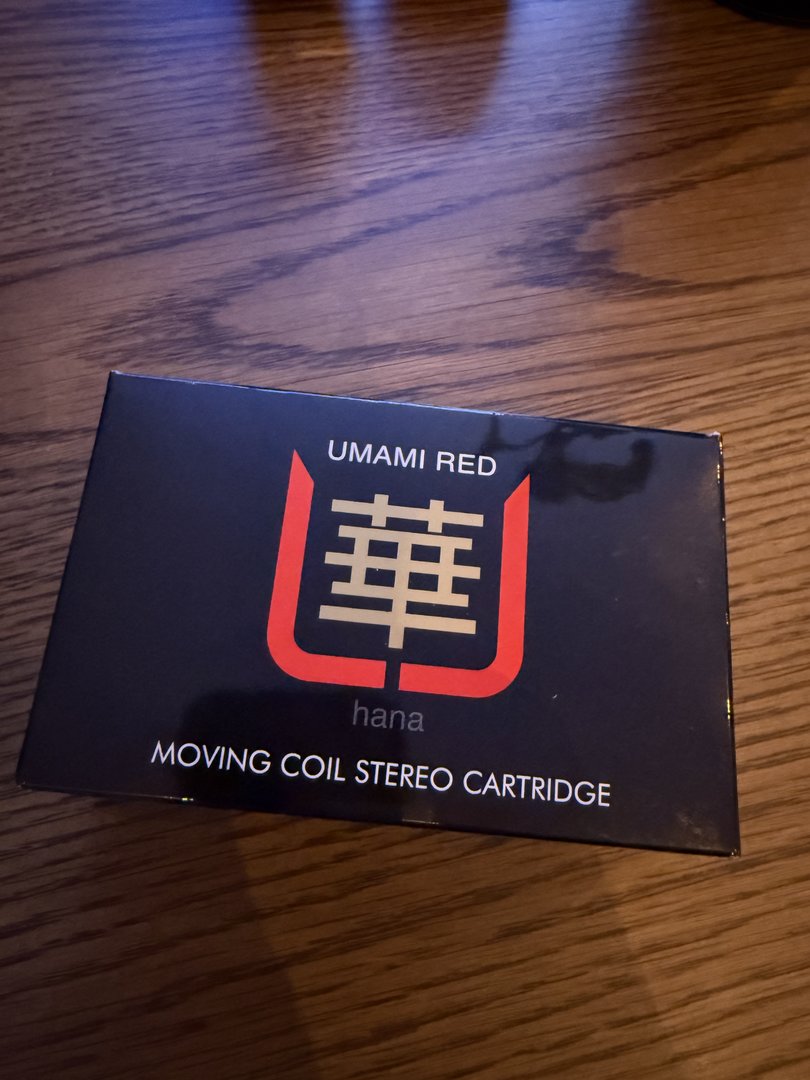 UMAMI RED
華
hana
MOVING COIL STEREO CARTRIDGE